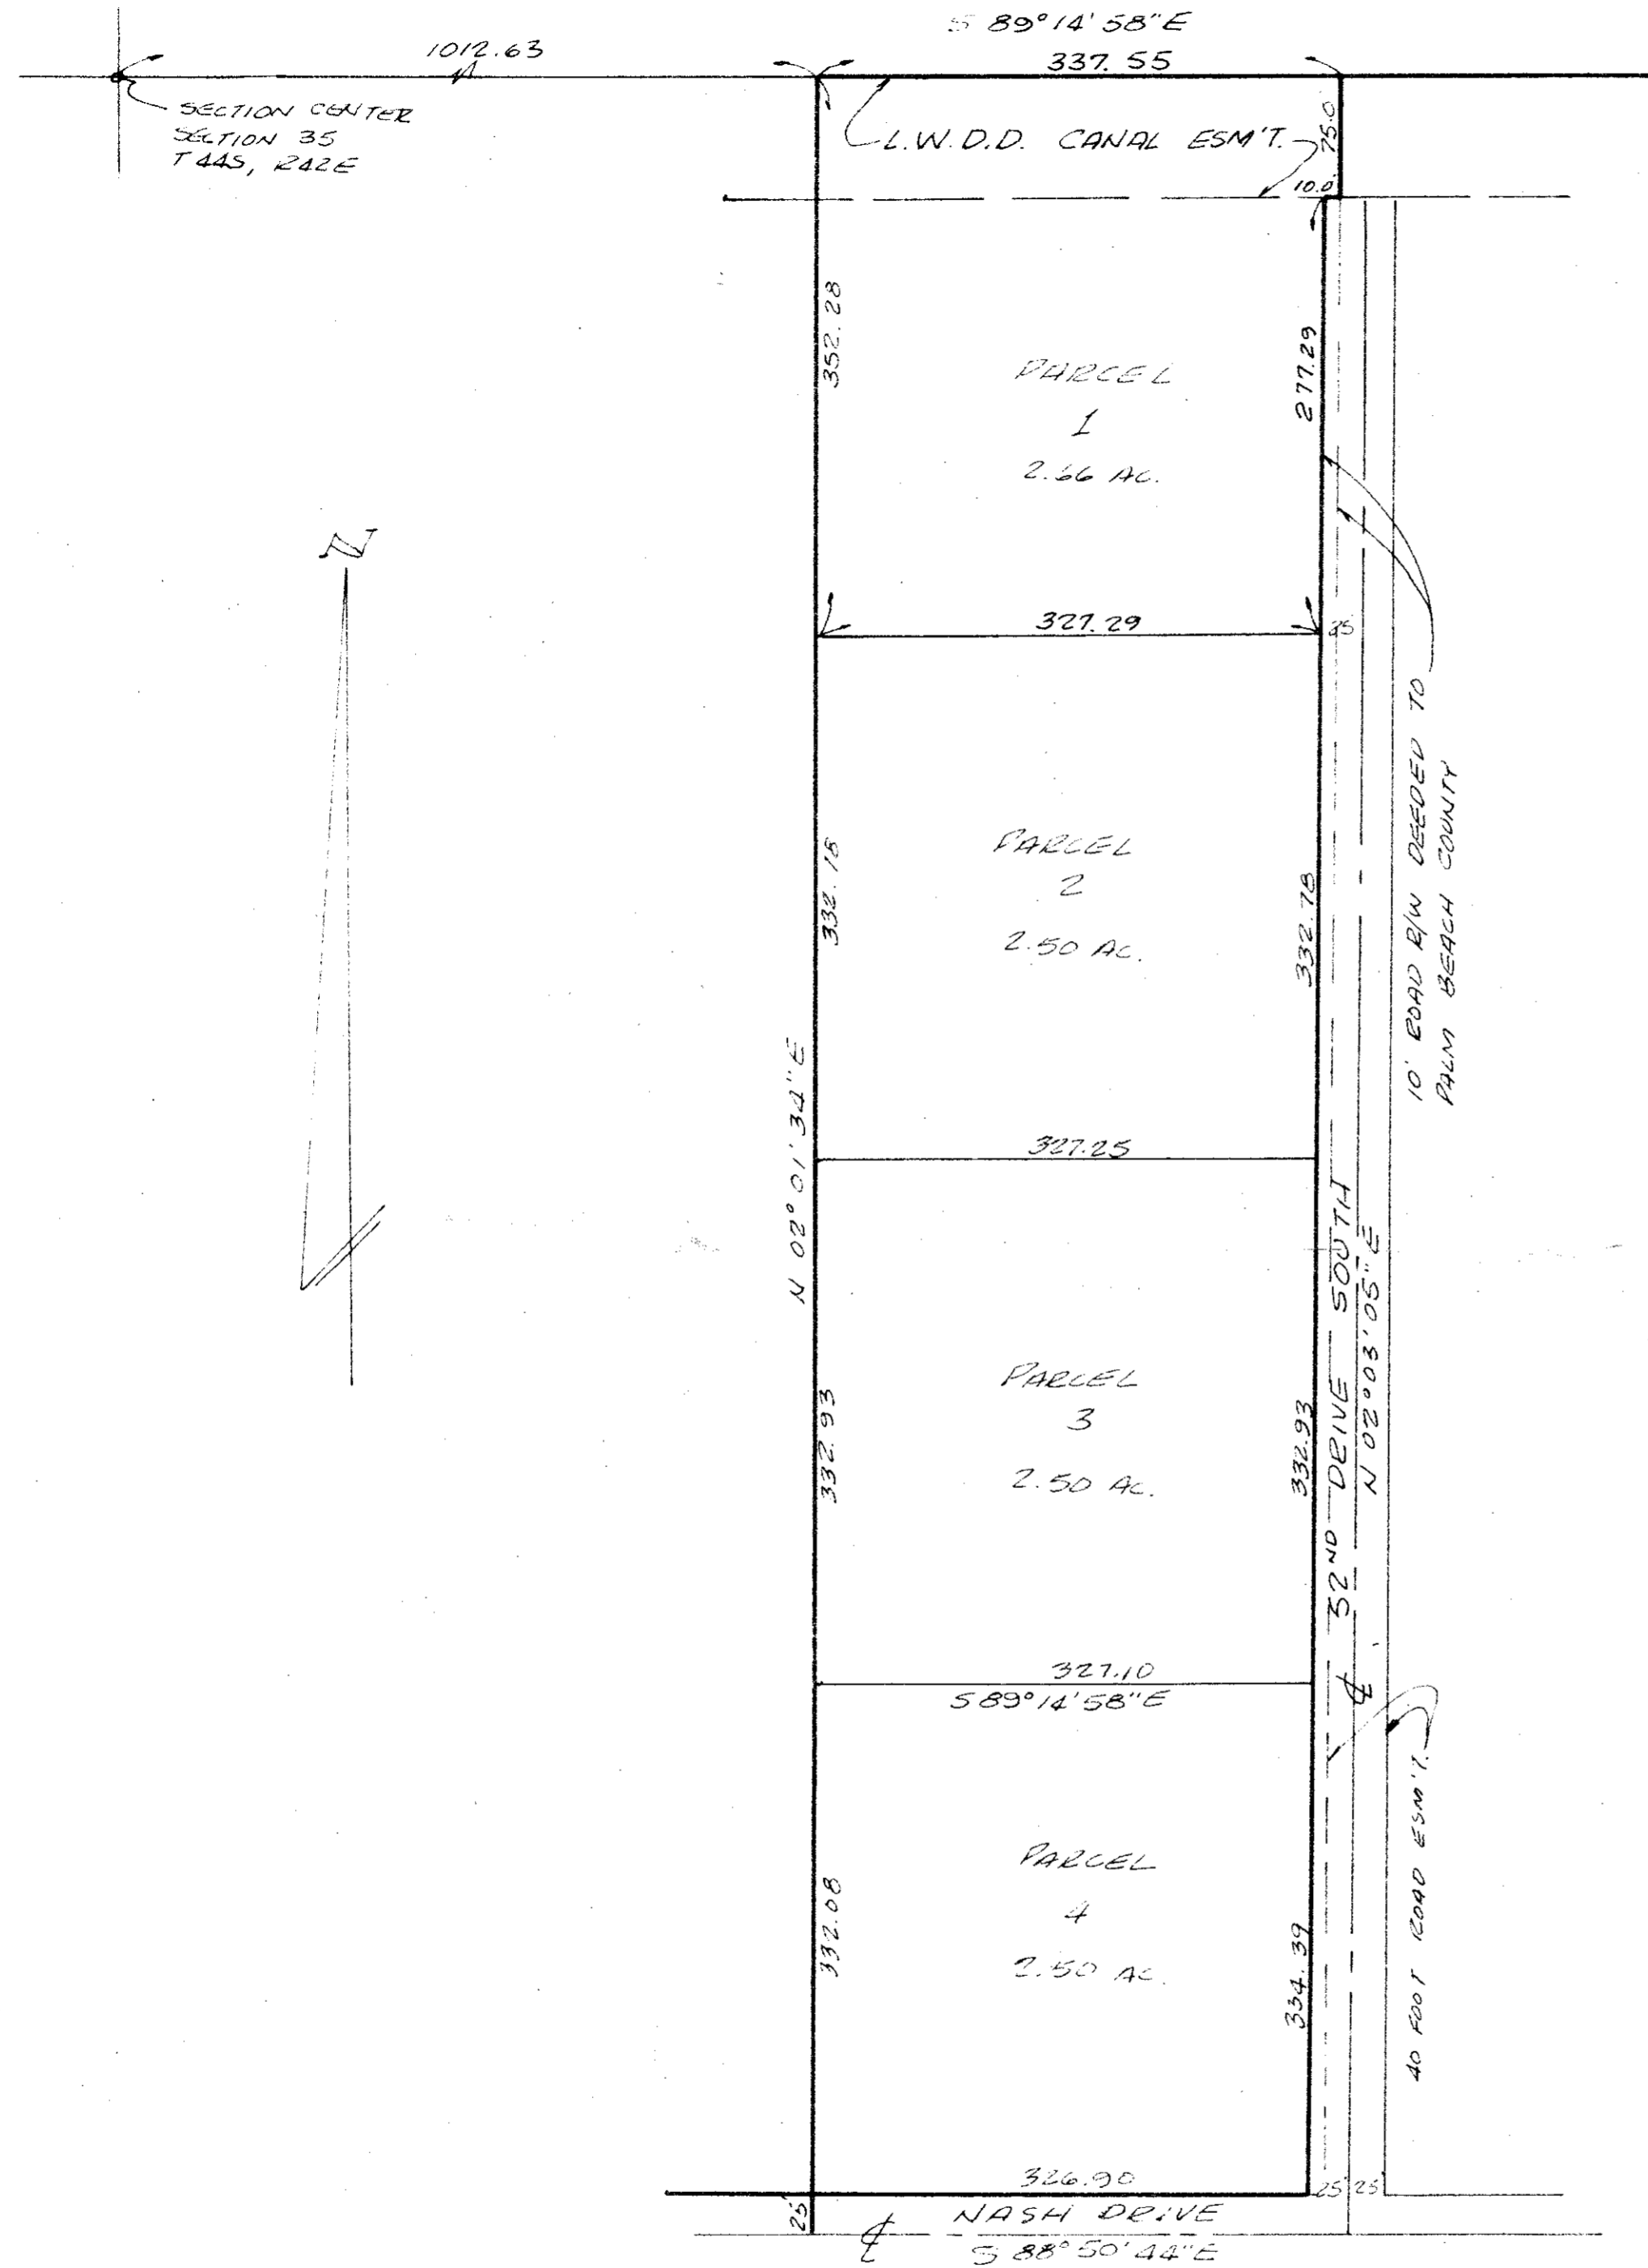 S 89°14'58"E
1012.63
337.55
SECTION CENTER
SECTION 35
T44S, R42E
L.W.D.D. CANAL ESM'T.
75.0
10.0
352.28
277.29
PARCEL
1
2.66 AC.
N
327.29
25
10' ROAD R/W DEEDED TO
PALM BEACH COUNTY
PARCEL
2
2.50 AC.
332.78
327.25
N 02°01'34"E
52ND DRIVE SOUTH
N 02°03'05"E
PARCEL
3
2.50 AC.
332.93
332.93
327.10
S 89°14'58"E
PARCEL
4
2.50 AC.
332.08
334.39
40 FOOT ROAD ESM'T.
326.90
25' 25'
25'
NASH DRIVE
S 88°50'44"E